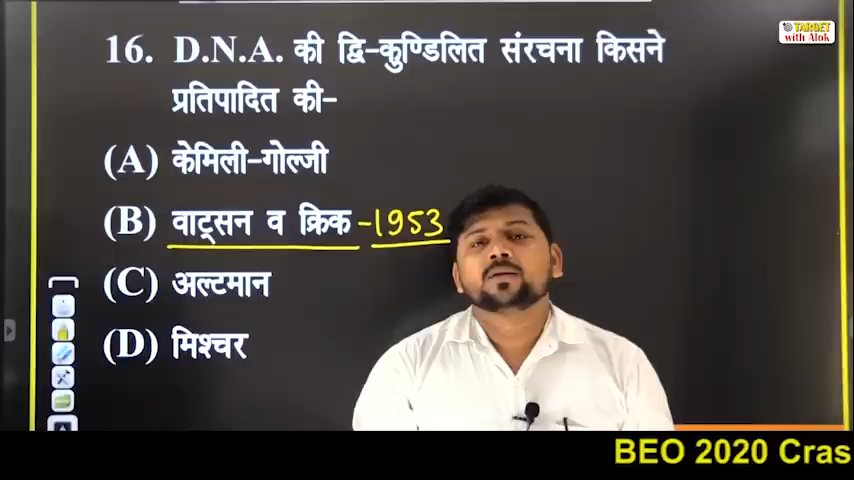 TARGET
with Alok
16. D.N.A. की द्वि-कुण्डिलित संरचना किसने
प्रतिपादित की-
(A) केमिली-गोल्जी
(B) वाट्सन व क्रिक -1953
(C) अल्टमान
(D) मिश्चर
BEO 2020 Cras